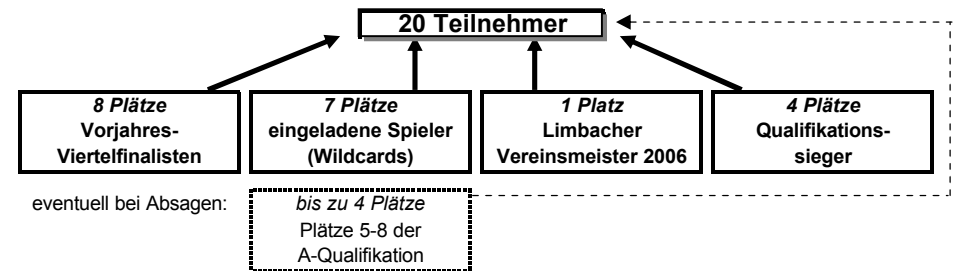 20 Teilnehmer
8 Plätze
Vorjahres-
Viertelfinalisten
7 Plätze
eingeladene Spieler
(Wildcards)
1 Platz
Limbacher
Vereinsmeister 2006
4 Plätze
Qualifikations-
sieger
eventuell bei Absagen:
bis zu 4 Plätze
Plätze 5-8 der
A-Qualifikation